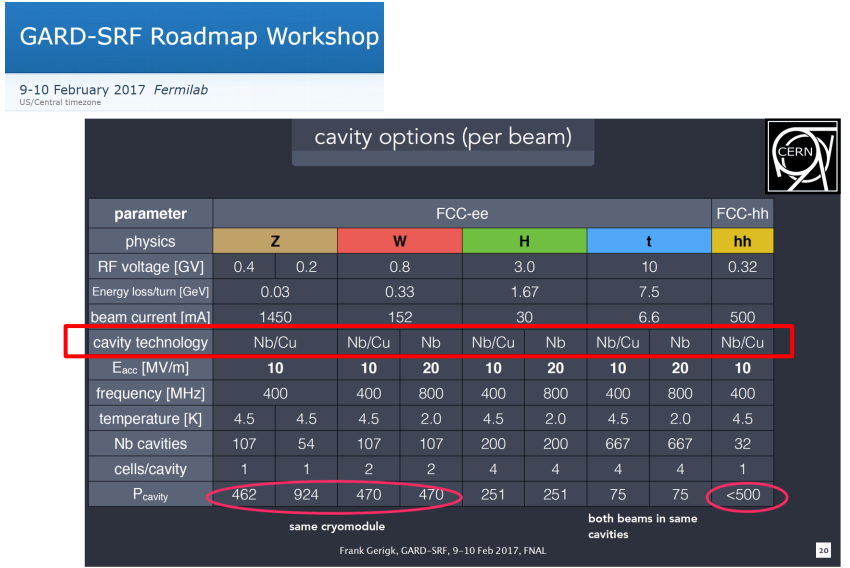 GARD-SRF Roadmap Workshop
9-10 February 2017 Fermilab
US/Central timezone
cavity options (per beam)
CERN
parameter FCC-ee FCC-hh
physics Z W H t hh
RF voltage [GV] 0.4 0.2 0.8 3.0 10 0.32
Energy loss/turn [GeV] 0.03 0.33 1.67 7.5
beam current [mA] 1450 152 30 6.6 500
cavity technology Nb/Cu Nb/Cu Nb Nb/Cu Nb Nb/Cu Nb Nb/Cu
Eacc [MV/m] 10 10 20 10 20 10 20 10
frequency [MHz] 400 400 800 400 800 400 800 400
temperature [K] 4.5 4.5 4.5 2.0 4.5 2.0 4.5 2.0 4.5
Nb cavities 107 54 107 107 200 200 667 667 32
cells/cavity 1 1 2 2 4 4 4 4 1
Pcavity 462 924 470 470 251 251 75 75 <500
same cryomodule
both beams in same
cavities
Frank Gerigk, GARD-SRF, 9-10 Feb 2017, FNAL
20